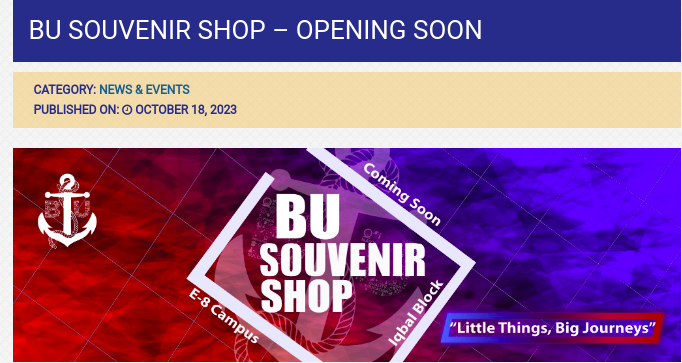 BU SOUVENIR SHOP – OPENING SOON
CATEGORY: NEWS & EVENTS
PUBLISHED ON: OCTOBER 18, 2023
BU
Coming Soon
BU
SOUVENIR
SHOP
E-8 Campus
Iqbal Block
“Little Things, Big Journeys”